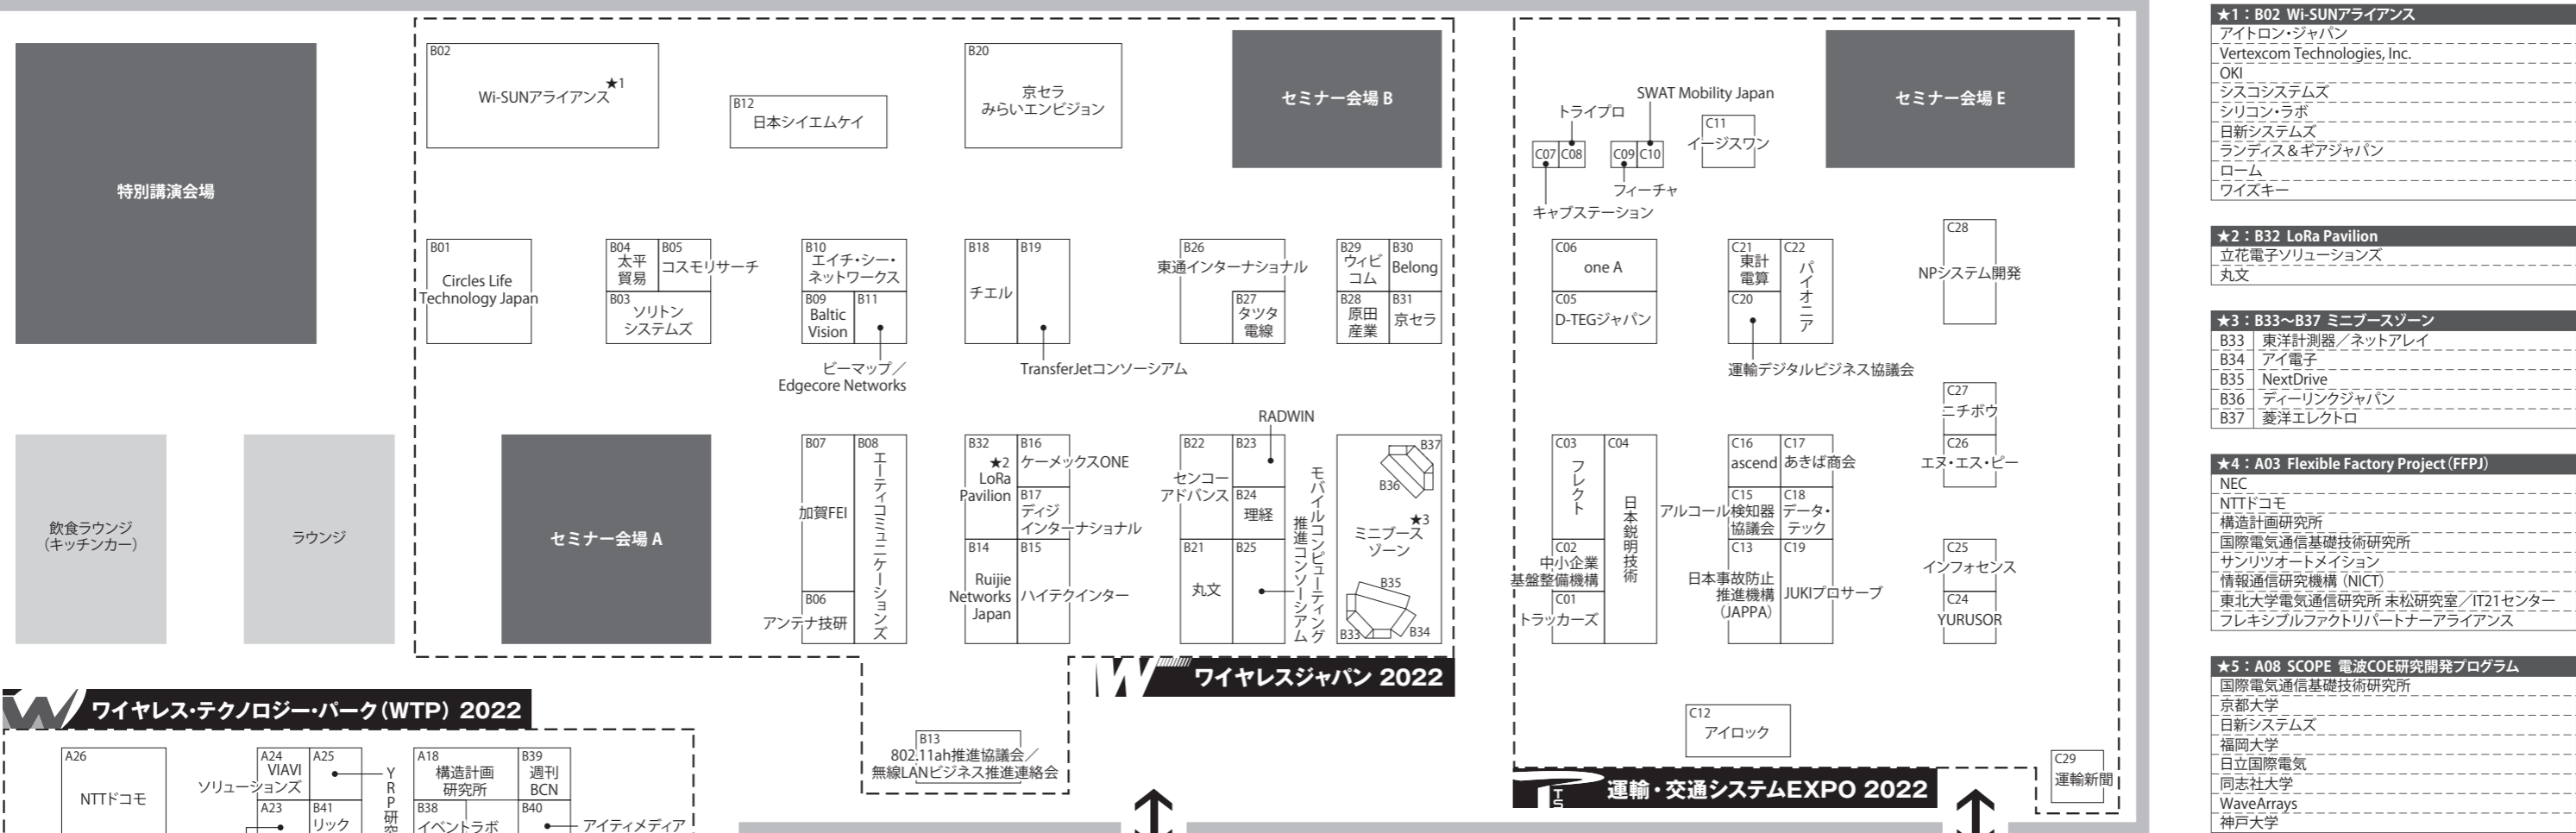 特別講演会場
飲食ラウンジ
（キッチンカー）
ラウンジ
セミナー会場 A
B02
Wi-SUNアライアンス
★1
B12
日本シイエムケイ
B20
京セラ
みらいエンビジョン
セミナー会場 B
B01
Circles Life
Technology Japan
B04
太平
貿易
B05
コスモリサーチ
B03
ソリトン
システムズ
B10
エイチ・シー・
ネットワークス
B09
Baltic
Vision
B11
ビーマップ／
Edgecore Networks
B18
チエル
B19
TransferJetコンソーシアム
B26
東通インターナショナル
B27
タツタ
電線
B29
ウィビ
コム
B30
Belong
B28
原田
産業
B31
京セラ
B07
加賀FEI
B08
エーティコミュニケーションズ
B06
アンテナ技研
B32
★2
LoRa
Pavilion
B16
ケーメックスONE
B17
ディジ
インターナショナル
B14
Ruijie
Networks
Japan
B15
ハイテクインター
B22
センコー
アドバンス
B23
RADWIN
B24
理経
B21
丸文
B25
モバイルコンピューティング
推進コンソーシアム
B37
B36
★3
ミニブース
ゾーン
B35
B33
B34
ワイヤレスジャパン 2022
B13
802.11ah推進協議会／
無線LANビジネス推進連絡会
ワイヤレス・テクノロジー・パーク（WTP）2022
A26
NTTドコモ
A24
VIAVI
ソリューションズ
A25
YRP研究
A23
B41
リック
A18
構造計画
研究所
B39
週刊
BCN
B38
イベントラボ
B40
アイティメディア
セミナー会場 E
トライプロ
SWAT Mobility Japan
C11
イージスワン
C07
C08
C09
C10
フィーチャ
キャブステーション
C06
one A
C05
D-TEGジャパン
C21
東計
電算
C22
パイオニア
C20
運輸デジタルビジネス協議会
C28
NPシステム開発
C27
ニチボウ
C26
エヌ・エス・ピー
C03
フレクト
C04
日本鋭明技術
C02
中小企業
基盤整備機構
C01
トラッカーズ
C16
ascend
C17
あきば商会
C15
アルコール検知器
協議会
C18
データ・
テック
C13
日本事故防止
推進機構
（JAPPA）
C19
JUKIプロサーブ
C25
インフォセンス
C24
YURUSOR
C12
アイロック
TS
運輸・交通システムEXPO 2022
C29
運輸新聞
★1：B02 Wi-SUNアライアンス
アイトロン・ジャパン
Vertexcom Technologies, Inc.
OKI
シスコシステムズ
シリコン・ラボ
日新システムズ
ランディス＆ギアジャパン
ローム
ワイズキー
★2：B32 LoRa Pavilion
立花電子ソリューションズ
丸文
★3：B33〜B37 ミニブースゾーン
B33 東洋計測器／ネットアレイ
B34 アイ電子
B35 NextDrive
B36 ディーリンクジャパン
B37 菱洋エレクトロ
★4：A03 Flexible Factory Project（FFPJ）
NEC
NTTドコモ
構造計画研究所
国際電気通信基礎技術研究所
サンリツオートメイション
情報通信研究機構（NICT）
東北大学電気通信研究所 末松研究室／IT21センター
フレキシブルファクトリパートナーアライアンス
★5：A08 SCOPE 電波COE研究開発プログラム
国際電気通信基礎技術研究所
京都大学
日新システムズ
福岡大学
日立国際電気
同志社大学
WaveArrays
神戸大学